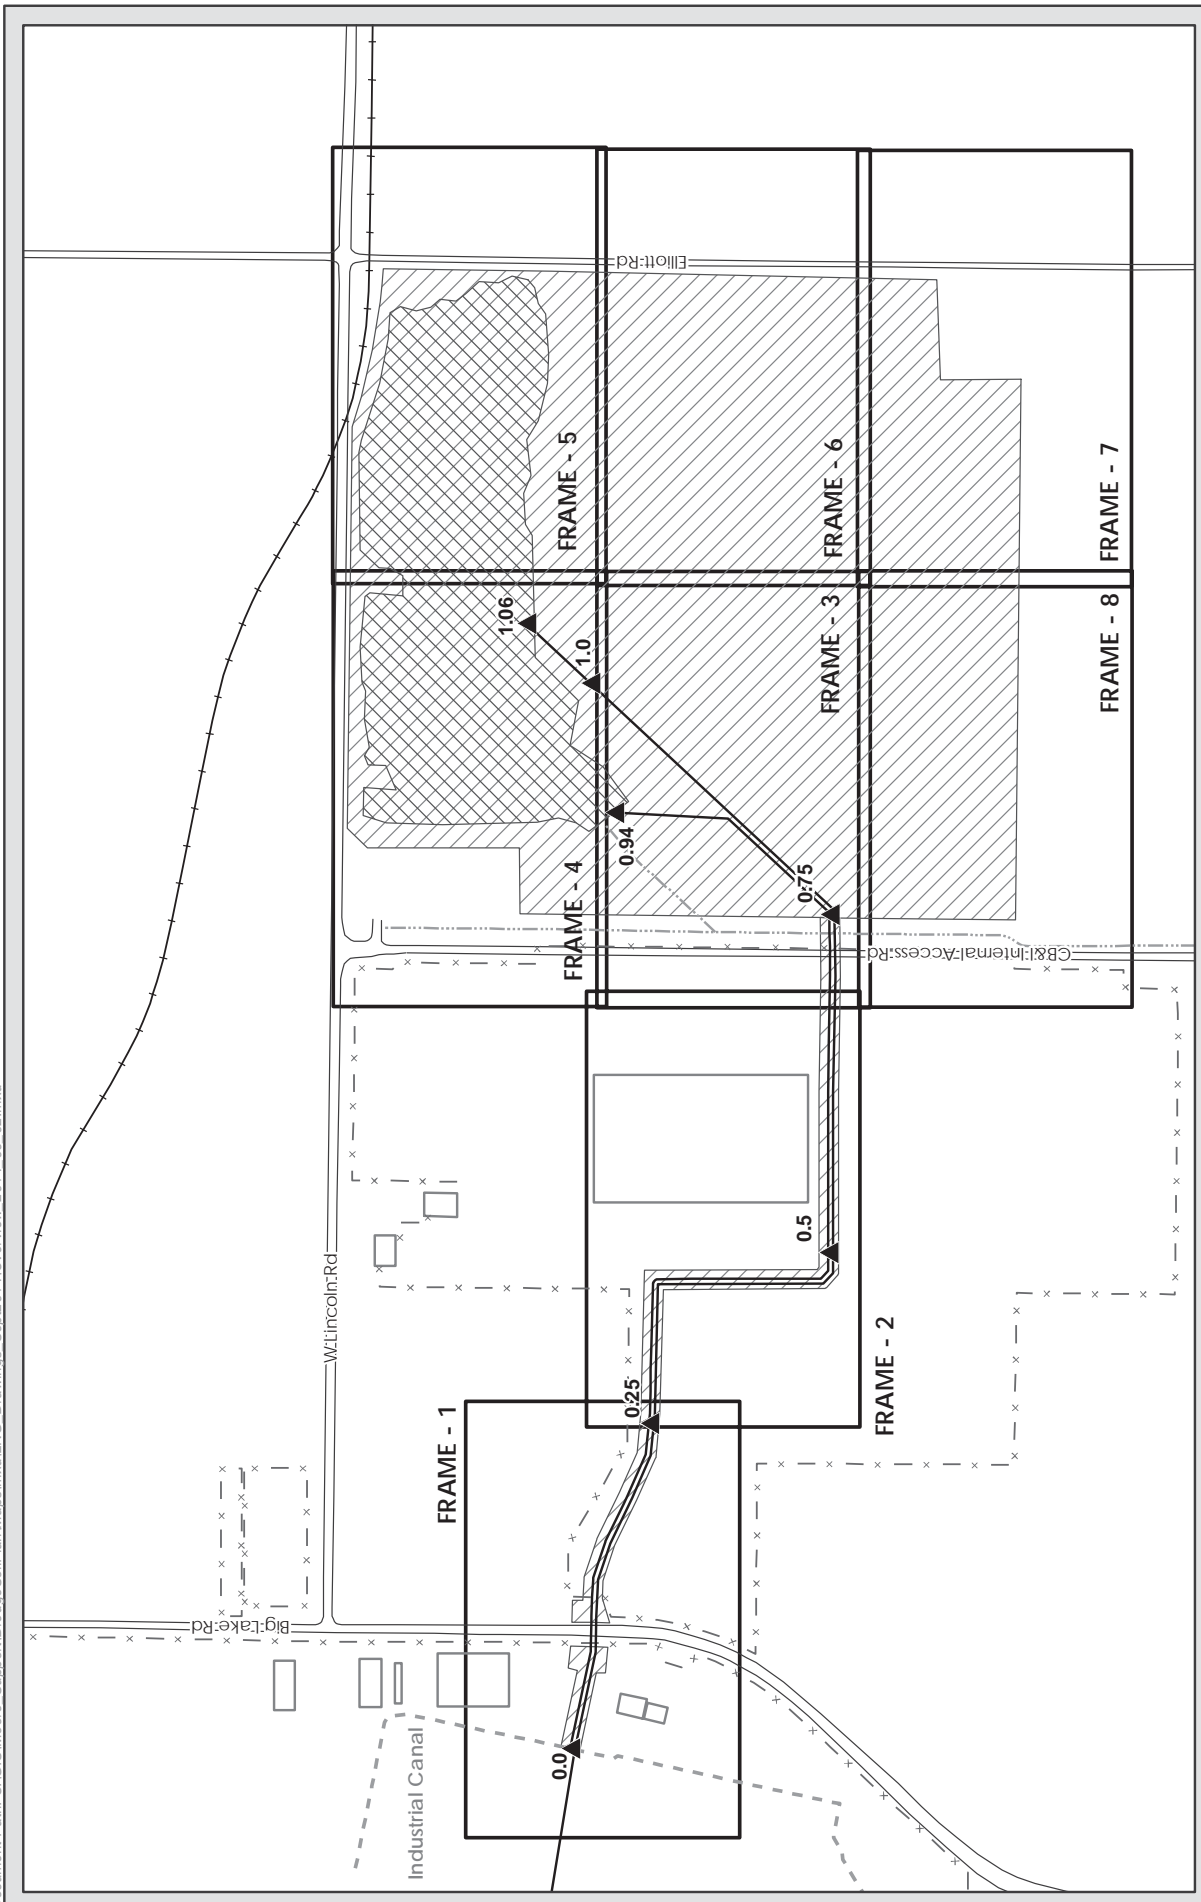 FRAME - 1
FRAME - 2
FRAME - 3
FRAME - 4
FRAME - 5
FRAME - 6
FRAME - 7
FRAME - 8
0.0
0.25
0.5
0.75
0.94
1.0
1.06
Industrial Canal
Big Lake Rd
W Lincoln Rd
CB&I Internal Access Rd
Elliott Rd